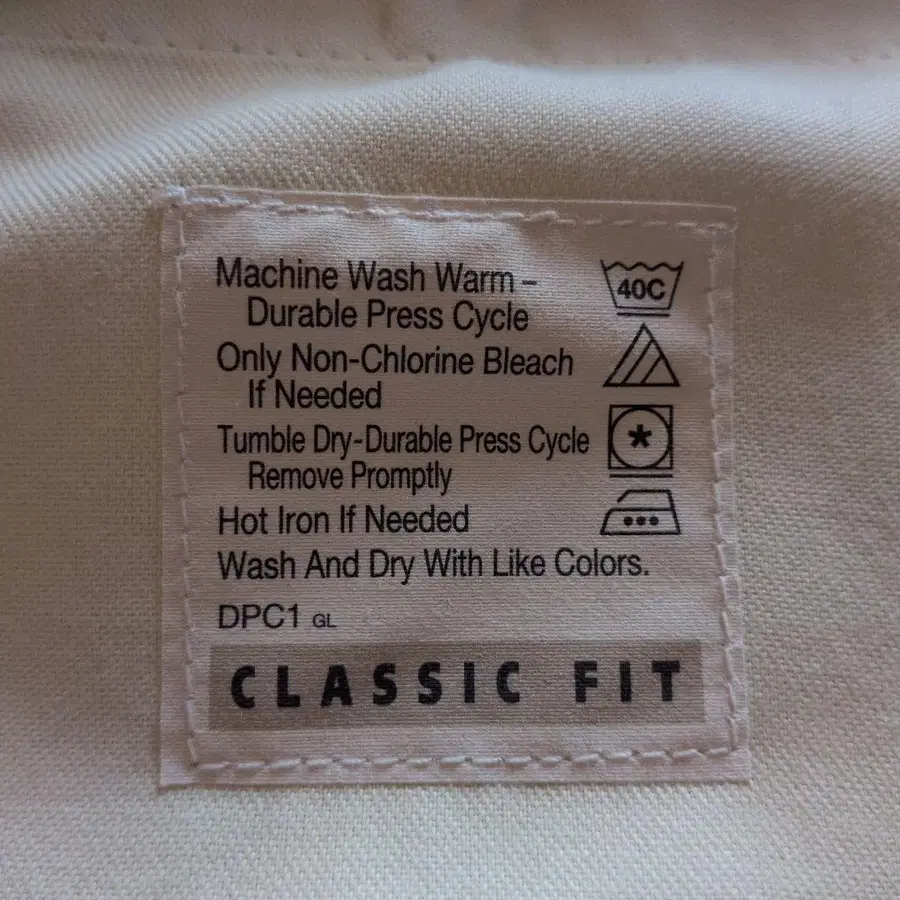 Machine Wash Warm –
Durable Press Cycle
40C
Only Non-Chlorine Bleach
If Needed
Tumble Dry-Durable Press Cycle
Remove Promptly
Hot Iron If Needed
Wash And Dry With Like Colors.
DPC1 GL
CLASSIC FIT